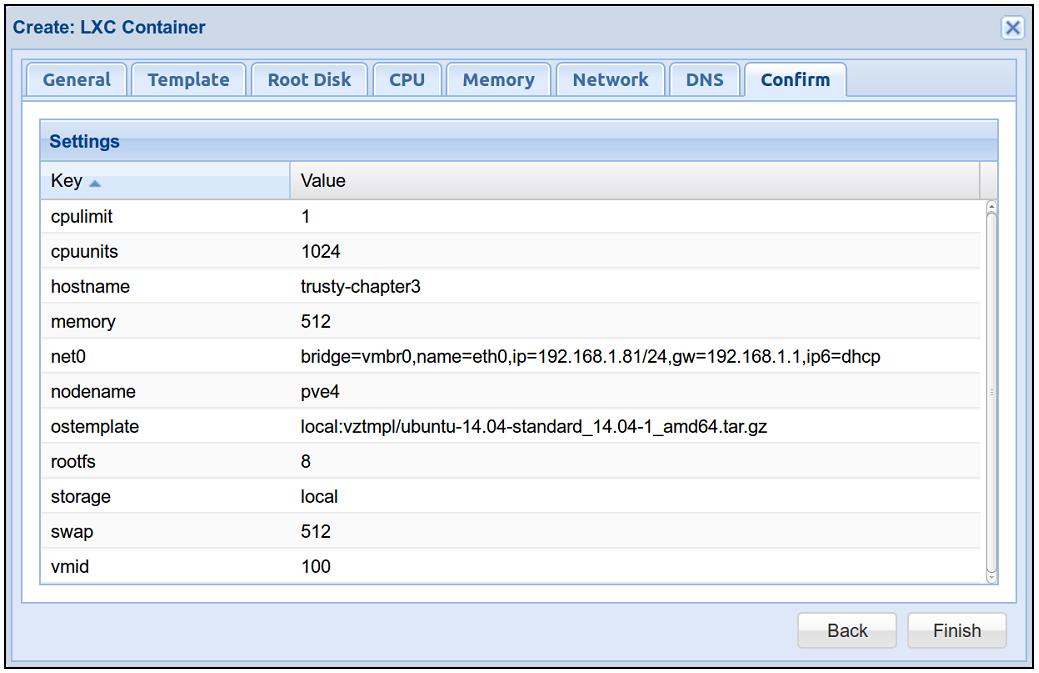 Create: LXC Container
General Template Root Disk CPU Memory Network DNS Confirm
Settings
Key Value
cpulimit 1
cpuunits 1024
hostname trusty-chapter3
memory 512
net0 bridge=vmbr0,name=eth0,ip=192.168.1.81/24,gw=192.168.1.1,ip6=dhcp
nodename pve4
ostemplate local:vztmpl/ubuntu-14.04-standard_14.04-1_amd64.tar.gz
rootfs 8
storage local
swap 512
vmid 100
Back Finish